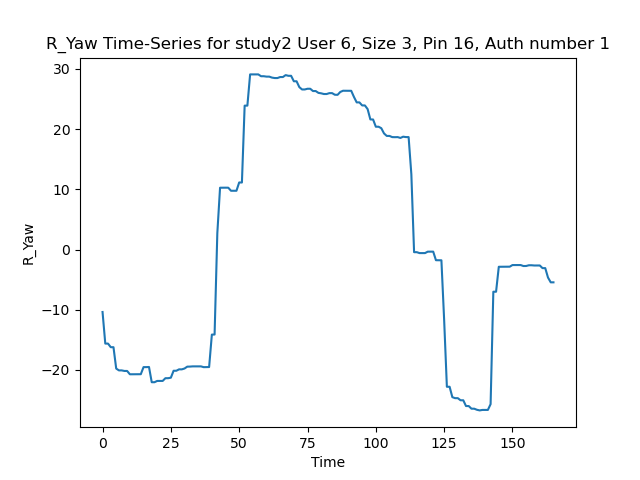 R_Yaw Time-Series for study2 User 6, Size 3, Pin 16, Auth number 1
30
20
10
0
−10
−20
R_Yaw
0 25 50 75 100 125 150
Time